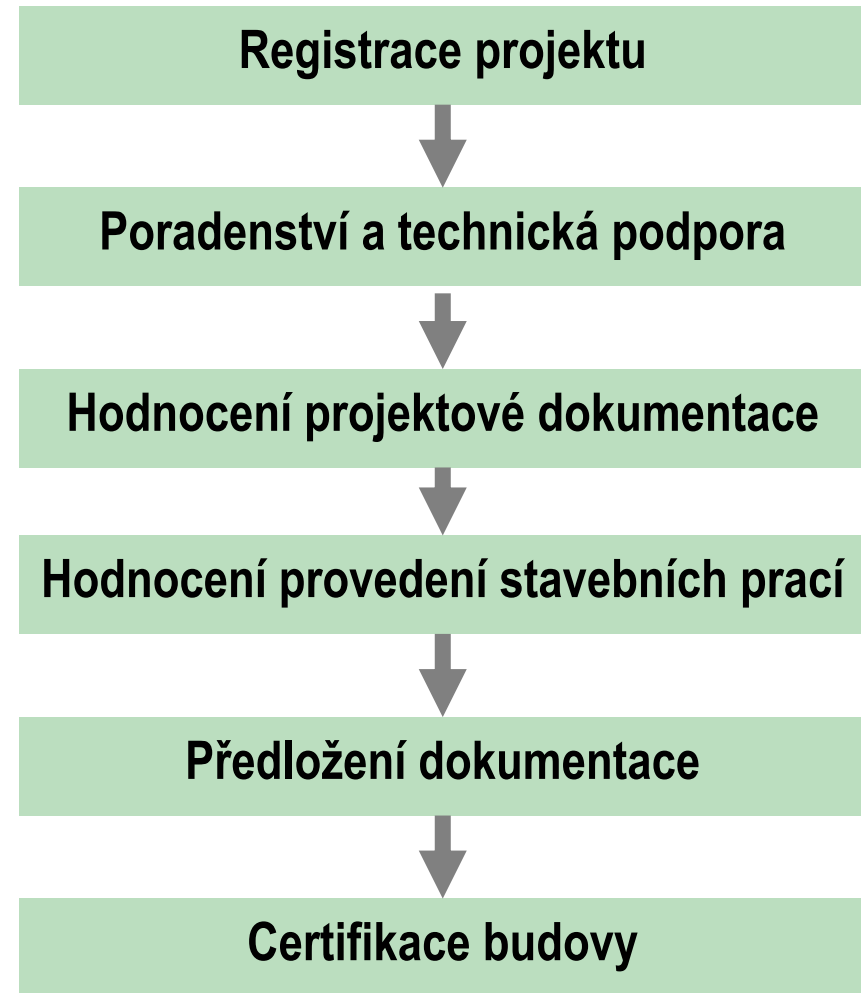 Registrace projektu
Poradenství a technická podpora
Hodnocení projektové dokumentace
Hodnocení provedení stavebních prací
Předložení dokumentace
Certifikace budovy